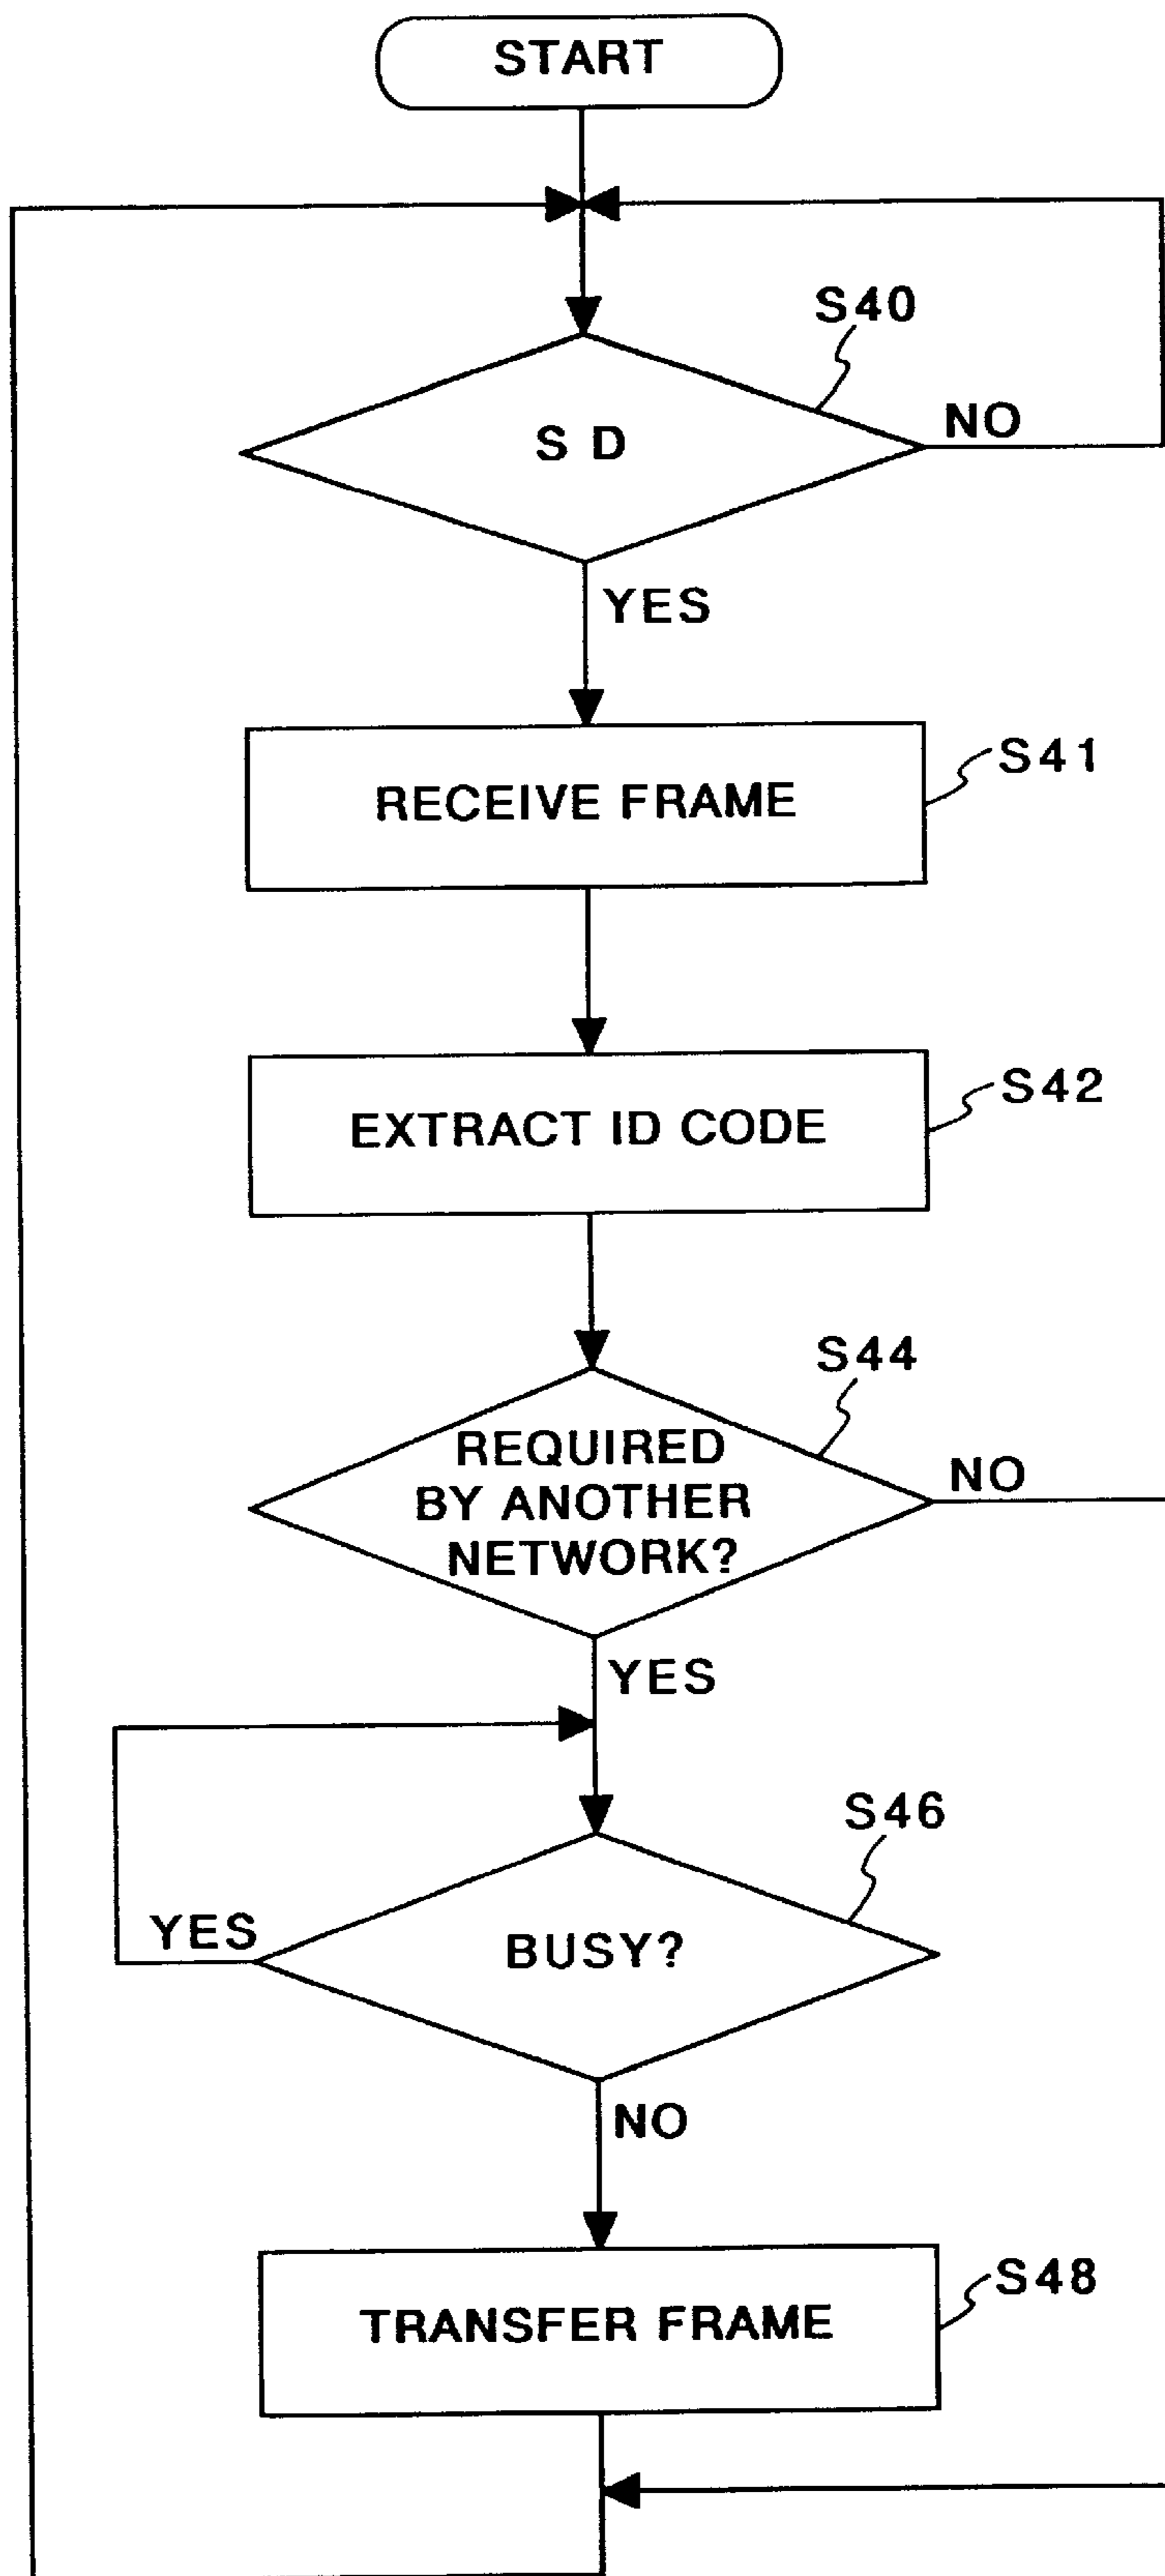 START
S40
S D
NO
YES
RECEIVE FRAME
S41
EXTRACT ID CODE
S42
S44
REQUIRED
BY ANOTHER
NETWORK?
NO
YES
S46
YES
BUSY?
NO
TRANSFER FRAME
S48